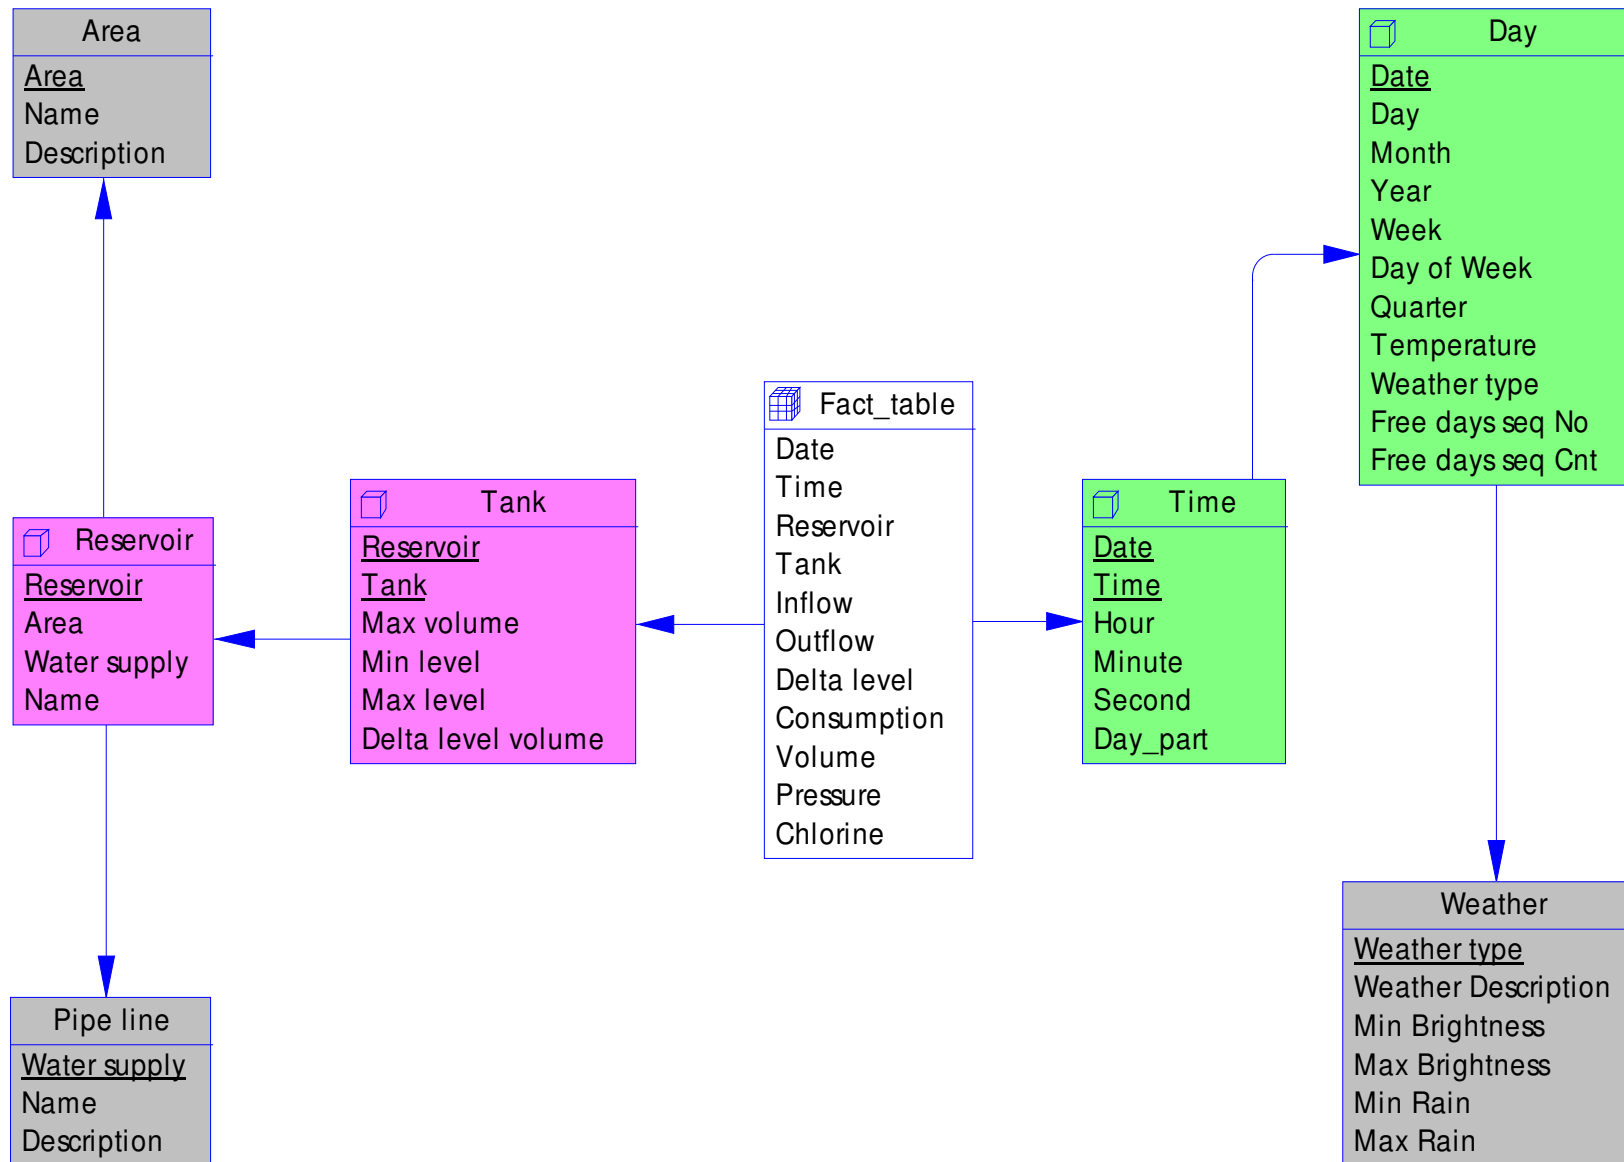 Area
Area
Name
Description
Day
Date
Day
Month
Year
Week
Day of Week
Quarter
Temperature
Weather type
Free days seq No
Free days seq Cnt
Fact_table
Date
Time
Reservoir
Tank
Inflow
Outflow
Delta level
Consumption
Volume
Pressure
Chlorine
Tank
Reservoir
Tank
Max volume
Min level
Max level
Delta level volume
Time
Date
Time
Hour
Minute
Second
Day_part
Reservoir
Reservoir
Area
Water supply
Name
Weather
Weather type
Weather Description
Min Brightness
Max Brightness
Min Rain
Max Rain
Pipe line
Water supply
Name
Description